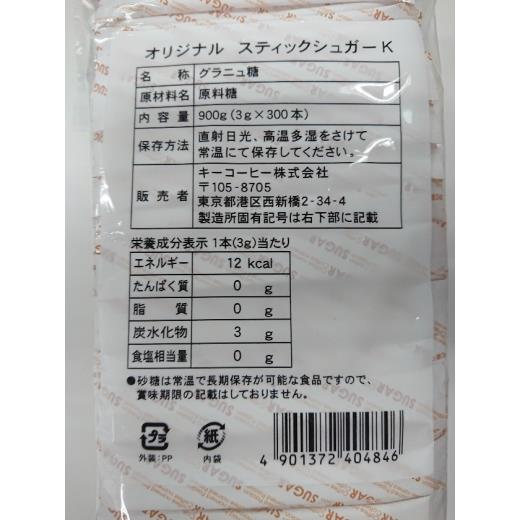 オリジナル スティックシュガーK
名 称 グラニュ糖
原材料名 原料糖
内 容 量 900g(3g×300本)
保存方法 直射日光、高温多湿をさけて
常温にて保存してください。
販 売 者 キーコーヒー株式会社
〒105-8705
東京都港区西新橋2-34-4
製造所固有記号は右下部に記載
栄養成分表示 1本(3g)当たり
エネルギー 12 kcal
たんぱく質 0 g
脂 質 0 g
炭水化物 3 g
食塩相当量 0 g
●砂糖は常温で長期保存が可能な食品ですので、
賞味期限の記載はしておりません。
プラ 紙
外装:PP 内袋
4 901372 404846
SUGAR